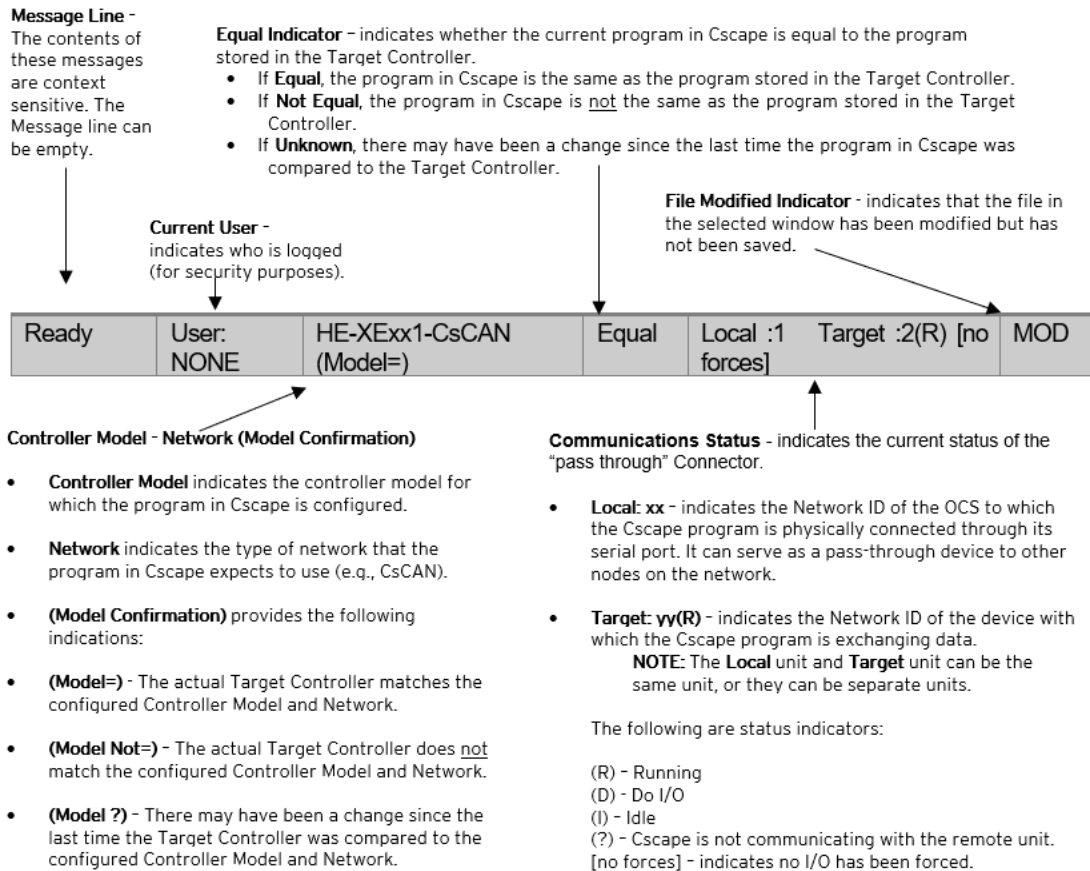 Message Line -
The contents of
these messages
are context
sensitive. The
Message line can
be empty.
Equal Indicator – indicates whether the current program in Cscape is equal to the program
stored in the Target Controller.
• If Equal, the program in Cscape is the same as the program stored in the Target Controller.
• If Not Equal, the program in Cscape is not the same as the program stored in the Target
Controller.
• If Unknown, there may have been a change since the last time the program in Cscape was
compared to the Target Controller.
File Modified Indicator - indicates that the file in
the selected window has been modified but has
not been saved.
Current User -
indicates who is logged
(for security purposes).
Ready User: HE-XExx1-CsCAN Equal Local :1 Target :2(R) [no MOD
NONE (Model=) forces]
Controller Model - Network (Model Confirmation)
• Controller Model indicates the controller model for
which the program in Cscape is configured.
• Network indicates the type of network that the
program in Cscape expects to use (e.g., CsCAN).
• (Model Confirmation) provides the following
indications:
• (Model=) - The actual Target Controller matches the
configured Controller Model and Network.
• (Model Not=) – The actual Target Controller does not
match the configured Controller Model and Network.
• (Model ?) – There may have been a change since the
last time the Target Controller was compared to the
configured Controller Model and Network.
Communications Status - indicates the current status of the
“pass through” Connector.
• Local: xx – indicates the Network ID of the OCS to which
the Cscape program is physically connected through its
serial port. It can serve as a pass-through device to other
nodes on the network.
• Target: yy(R) – indicates the Network ID of the device with
which the Cscape program is exchanging data.
NOTE: The Local unit and Target unit can be the
same unit, or they can be separate units.
The following are status indicators:
(R) – Running
(D) - Do I/O
(I) – Idle
(?) – Cscape is not communicating with the remote unit.
[no forces] – indicates no I/O has been forced.